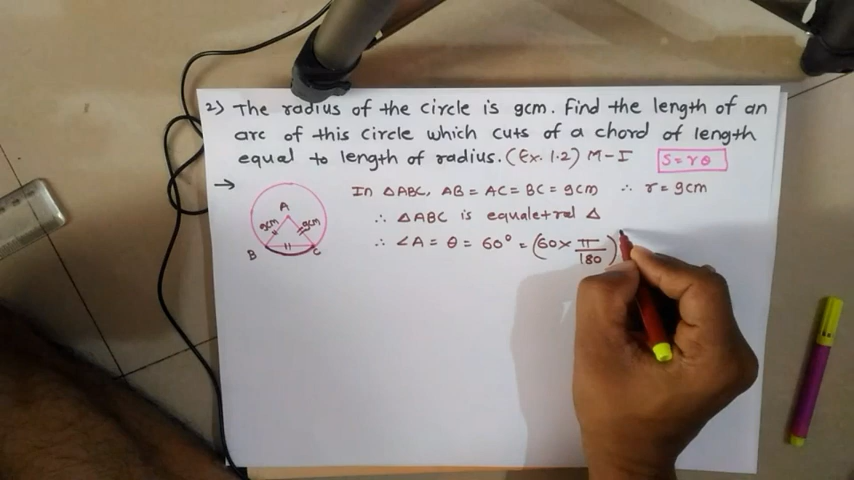 2) The radius of the circle is 9cm. Find the length of an
arc of this circle which cuts of a chord of length
equal to length of radius. (Ex. 1.2) M-I
S = rθ
→ In △ABC, AB = AC = BC = 9cm ∴ r = 9cm
A
9cm 9cm
B C
∴ △ABC is equaletral △
∴ ∠A = θ = 60° = (60 × π/180)